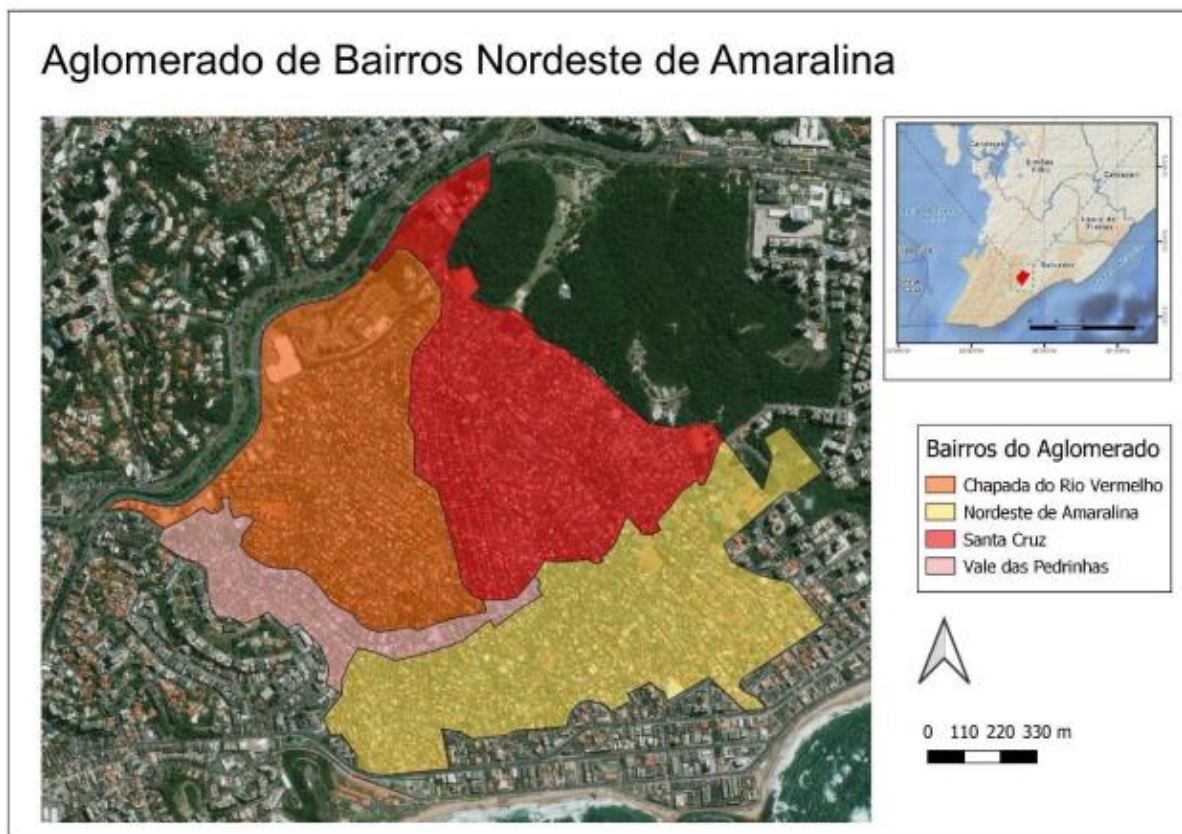 Aglomerado de Bairros Nordeste de Amaralina
Camaçari
Salvador
Bairros do Aglomerado
Chapada do Rio Vermelho
Nordeste de Amaralina
Santa Cruz
Vale das Pedrinhas
0 110 220 330 m